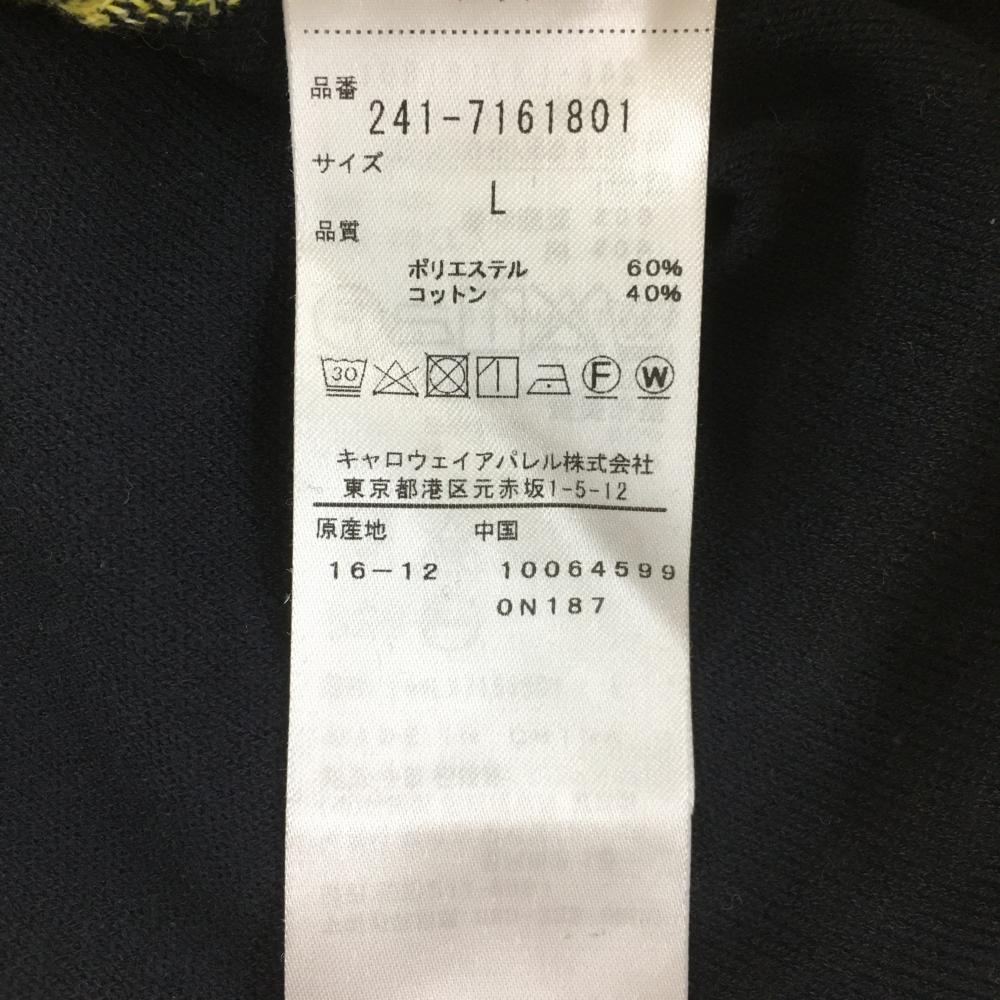 品番
241-7161801
サイズ
L
品質
ポリエステル 60%
コットン 40%
30 F W
キャロウェイアパレル株式会社
東京都港区元赤坂1-5-12
原産地 中国
16-12 10064599
0N187